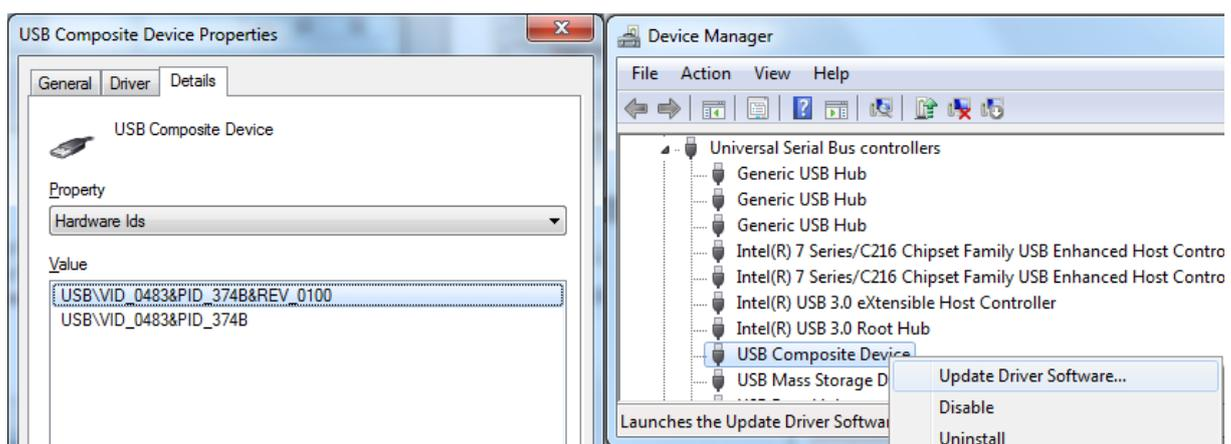 USB Composite Device Properties
General Driver Details
USB Composite Device
Property
Hardware Ids
Value
USB\VID_0483&PID_374B&REV_0100
USB\VID_0483&PID_374B
Device Manager
File Action View Help
Universal Serial Bus controllers
Generic USB Hub
Generic USB Hub
Generic USB Hub
Intel(R) 7 Series/C216 Chipset Family USB Enhanced Host Contro
Intel(R) 7 Series/C216 Chipset Family USB Enhanced Host Contro
Intel(R) USB 3.0 eXtensible Host Controller
Intel(R) USB 3.0 Root Hub
USB Composite Device
USB Mass Storage D
Launches the Update Driver Softwar
Update Driver Software...
Disable
Uninstall